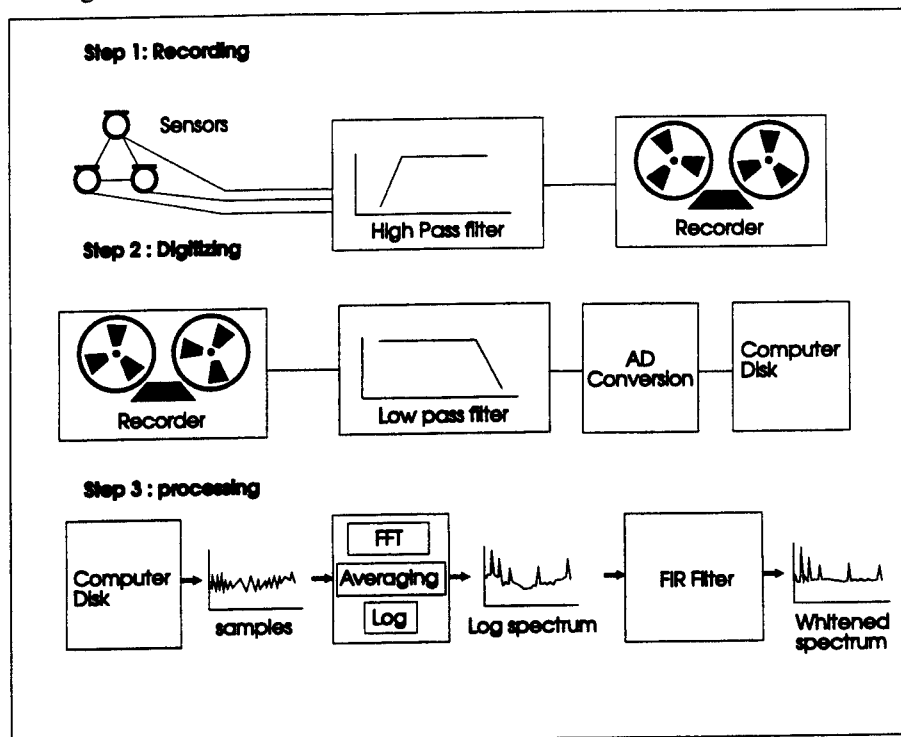 Step 1: Recording
Sensors
High Pass filter
Recorder
Step 2 : Digitizing
Recorder
Low pass filter
AD
Conversion
Computer
Disk
Step 3 : processing
Computer
Disk
samples
FFT
Averaging
Log
Log spectrum
FIR Filter
Whitened
spectrum